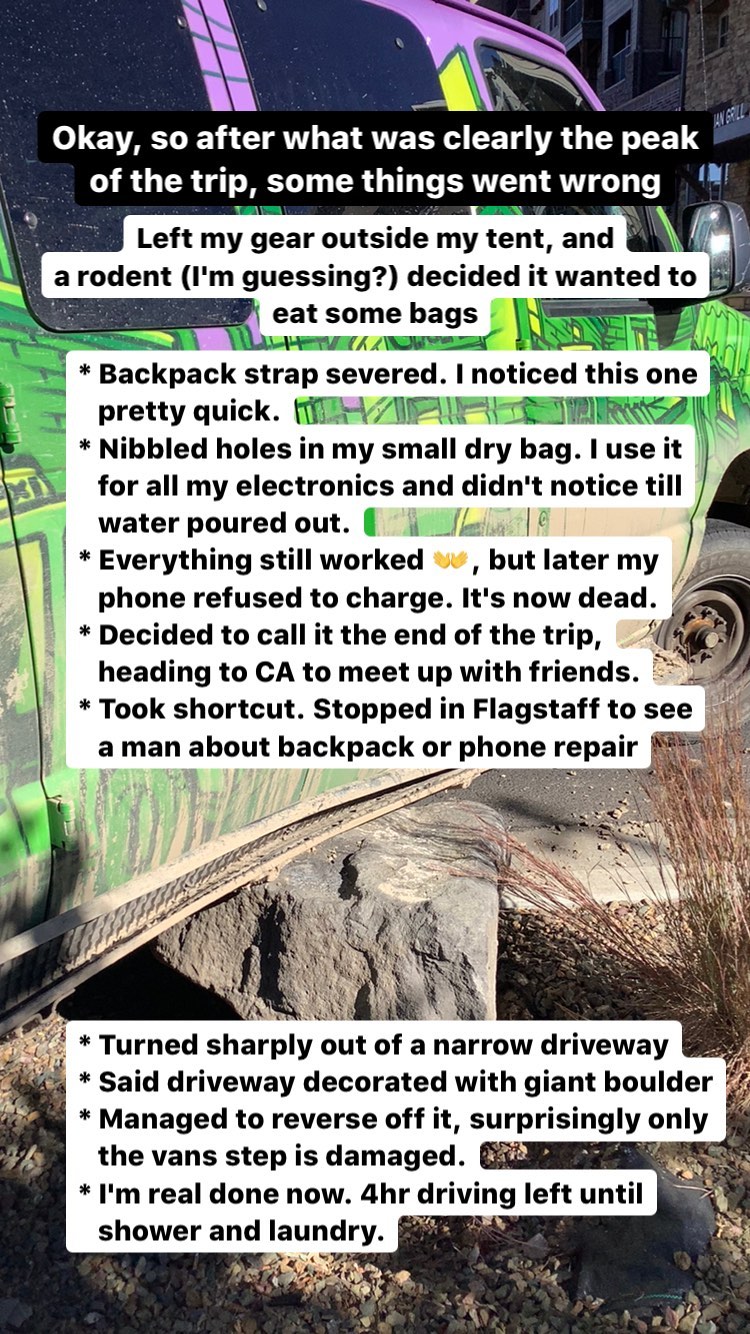 AN GRILL
Okay, so after what was clearly the peak
of the trip, some things went wrong
Left my gear outside my tent, and
a rodent (I'm guessing?) decided it wanted to
eat some bags
* Backpack strap severed. I noticed this one
pretty quick.
* Nibbled holes in my small dry bag. I use it
for all my electronics and didn't notice till
water poured out.
* Everything still worked 👐, but later my
phone refused to charge. It's now dead.
* Decided to call it the end of the trip,
heading to CA to meet up with friends.
* Took shortcut. Stopped in Flagstaff to see
a man about backpack or phone repair
* Turned sharply out of a narrow driveway
* Said driveway decorated with giant boulder
* Managed to reverse off it, surprisingly only
the vans step is damaged.
* I'm real done now. 4hr driving left until
shower and laundry.